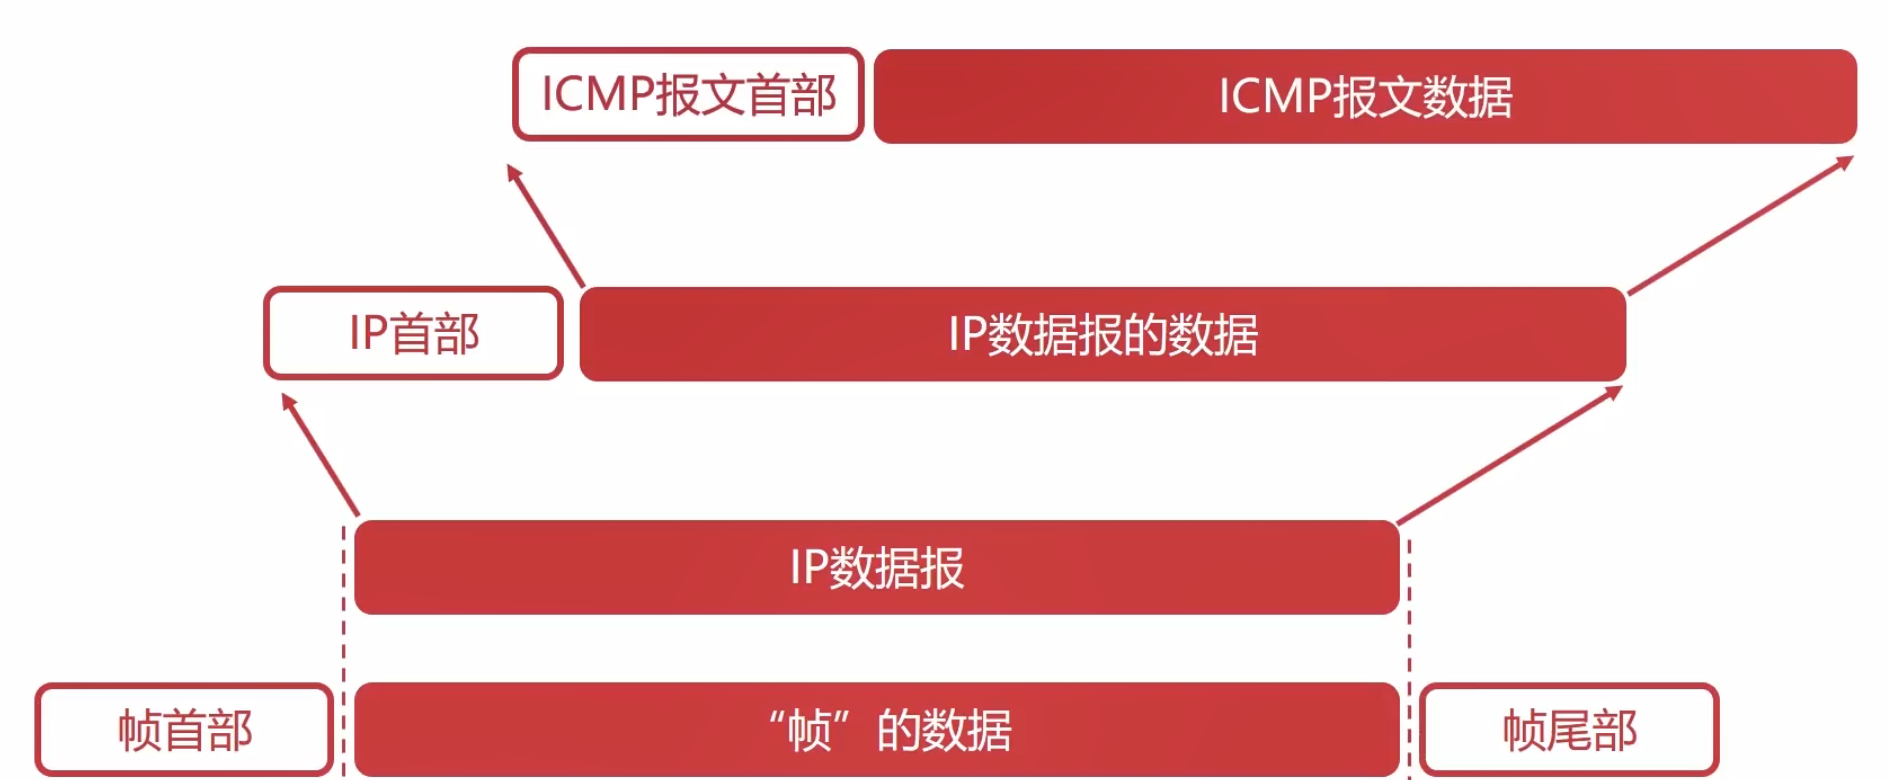 ICMP报文首部
ICMP报文数据
IP首部
IP数据报的数据
IP数据报
帧首部
“帧”的数据
帧尾部